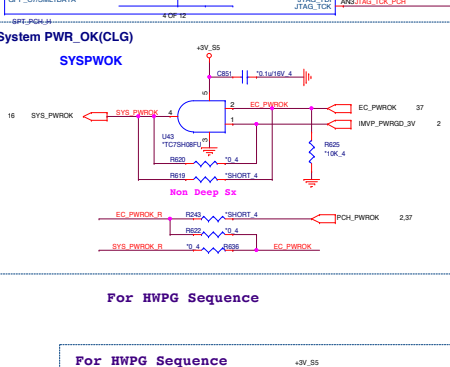 JTAG_TCK AN3 JTAG_TCK_PCH
SPT_PCH_H 4 OF 12
System PWR_OK(CLG)
SYSPWOK
+3V_S5
C851 *0.1u/16V_4
5
2 EC_PWROK EC_PWROK 37
16 SYS_PWROK SYS_PWROK 4
1 IMVP_PWRGD_3V 2
U43
*TC7SH08FU
3
R625
*10K_4
R620 *0_4
R619 *SHORT_4
Non Deep Sx
EC_PWROK_R R243 *SHORT_4 PCH_PWROK 2,37
R622 *0_4
SYS_PWROK_R *0_4 R636 EC_PWROK
For HWPG Sequence
For HWPG Sequence
+3V_S5